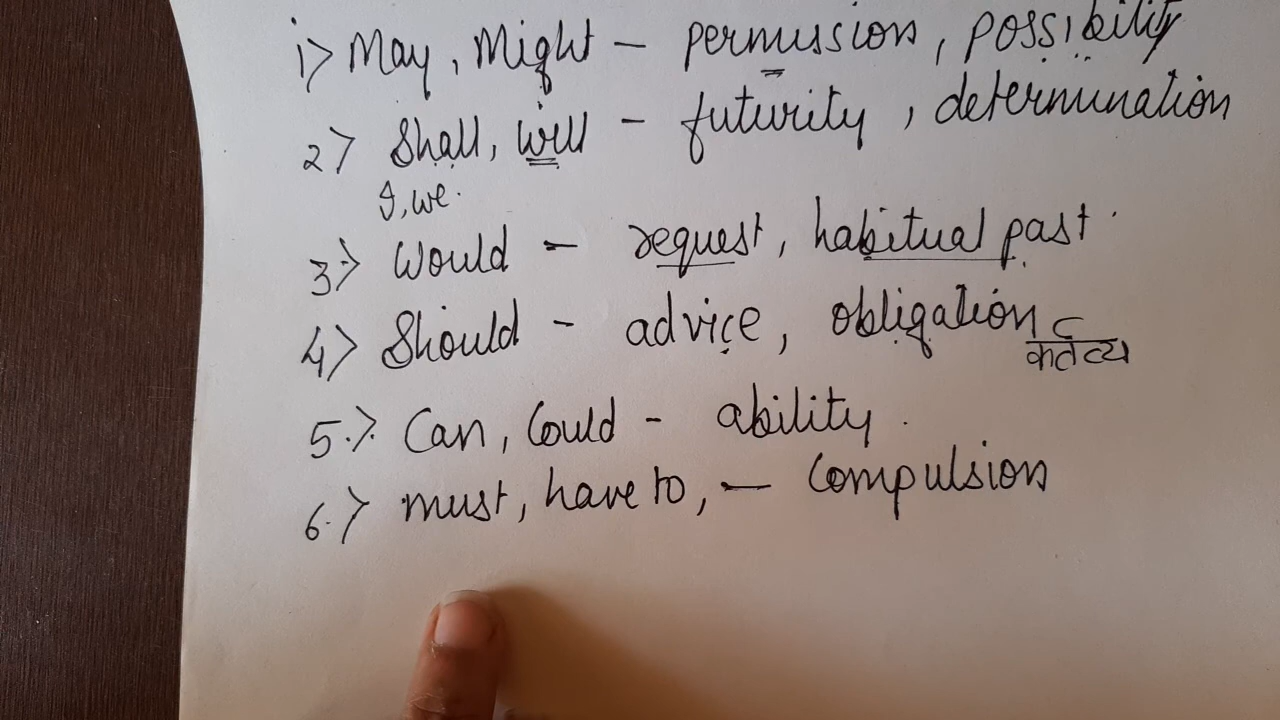 1) May, Might - permission, possibility
2) Shall, will - futurity, determination
I, we.
3) Would - request, habitual past.
4) Should - advice, obligation
कर्तव्य
5.) Can, Could - ability.
6.) must, have to, - Compulsion